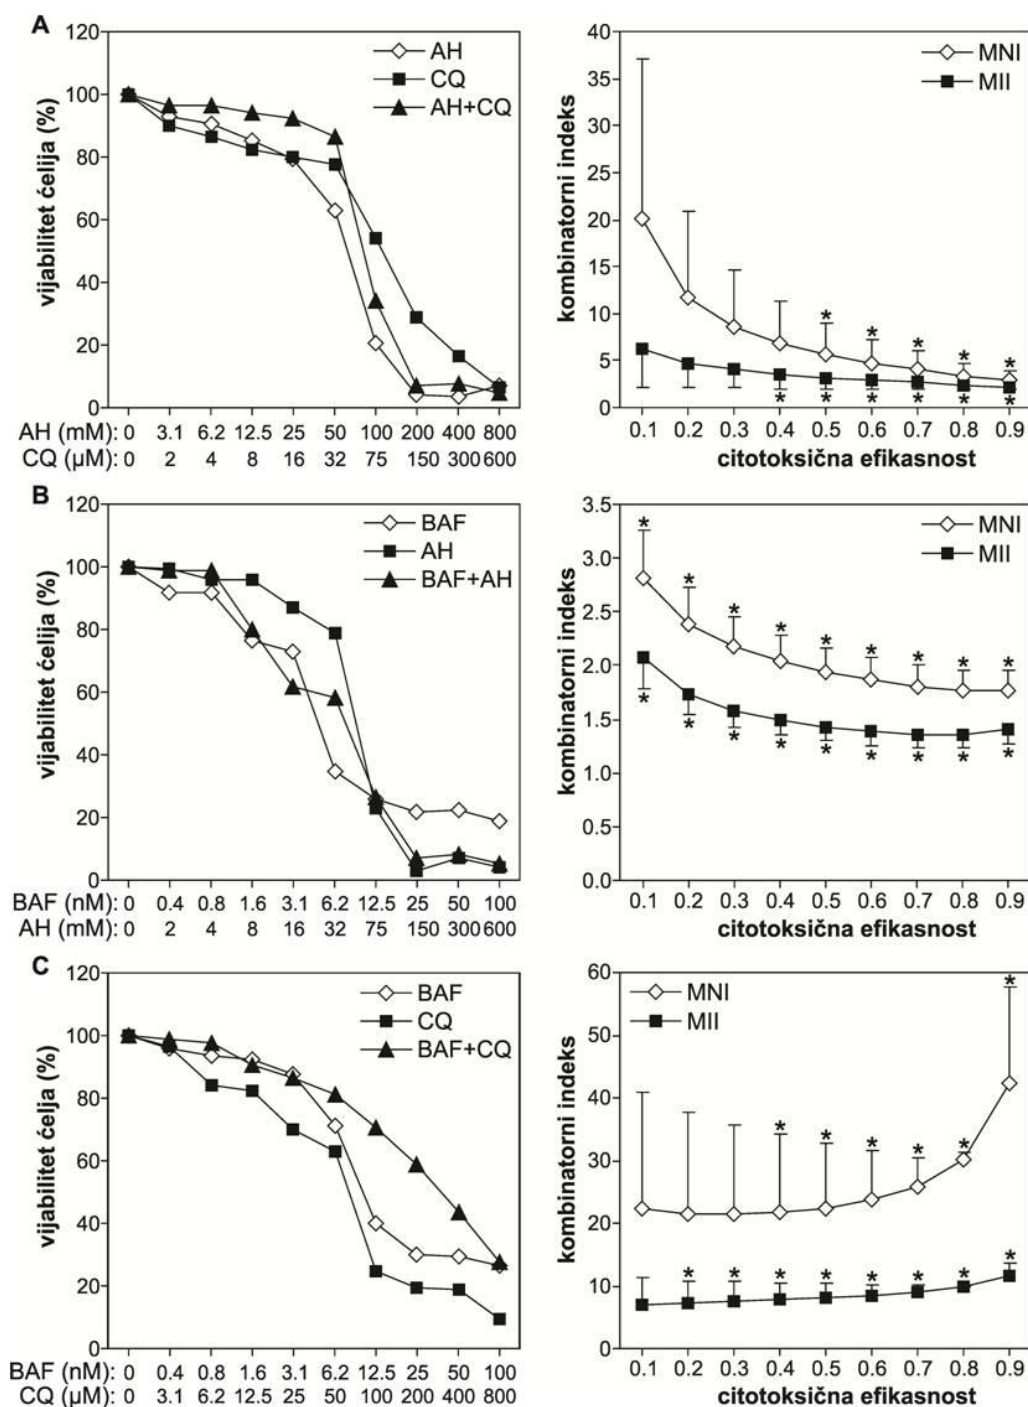 A
120
100
80
60
40
20
0
vijabilitet ćelija (%)
AH
CQ
AH+CQ
AH (mM): 0 3.1 6.2 12.5 25 50 100 200 400 800
CQ (µM): 0 2 4 8 16 32 75 150 300 600
40
35
30
25
20
15
10
5
0
kombinatorni indeks
MNI
MII
* * * * *
* * * * * *
0.1 0.2 0.3 0.4 0.5 0.6 0.7 0.8 0.9
citotoksična efikasnost
B
120
100
80
60
40
20
0
vijabilitet ćelija (%)
BAF
AH
BAF+AH
BAF (nM): 0 0.4 0.8 1.6 3.1 6.2 12.5 25 50 100
AH (mM): 0 2 4 8 16 32 75 150 300 600
3.5
3.0
2.5
2.0
1.5
1.0
0.5
0.0
kombinatorni indeks
MNI
MII
* * * * * * * * *
* * * * * * * * *
0.1 0.2 0.3 0.4 0.5 0.6 0.7 0.8 0.9
citotoksična efikasnost
C
120
100
80
60
40
20
0
vijabilitet ćelja (%)
BAF
CQ
BAF+CQ
BAF (nM): 0 0.4 0.8 1.6 3.1 6.2 12.5 25 50 100
CQ (µM): 0 3.1 6.2 12.5 25 50 100 200 400 800
60
50
40
30
20
10
0
kombinatorni indeks
MNI
MII
* * * * * *
* * * * * * * *
0.1 0.2 0.3 0.4 0.5 0.6 0.7 0.8 0.9
citotoksična efikasnost